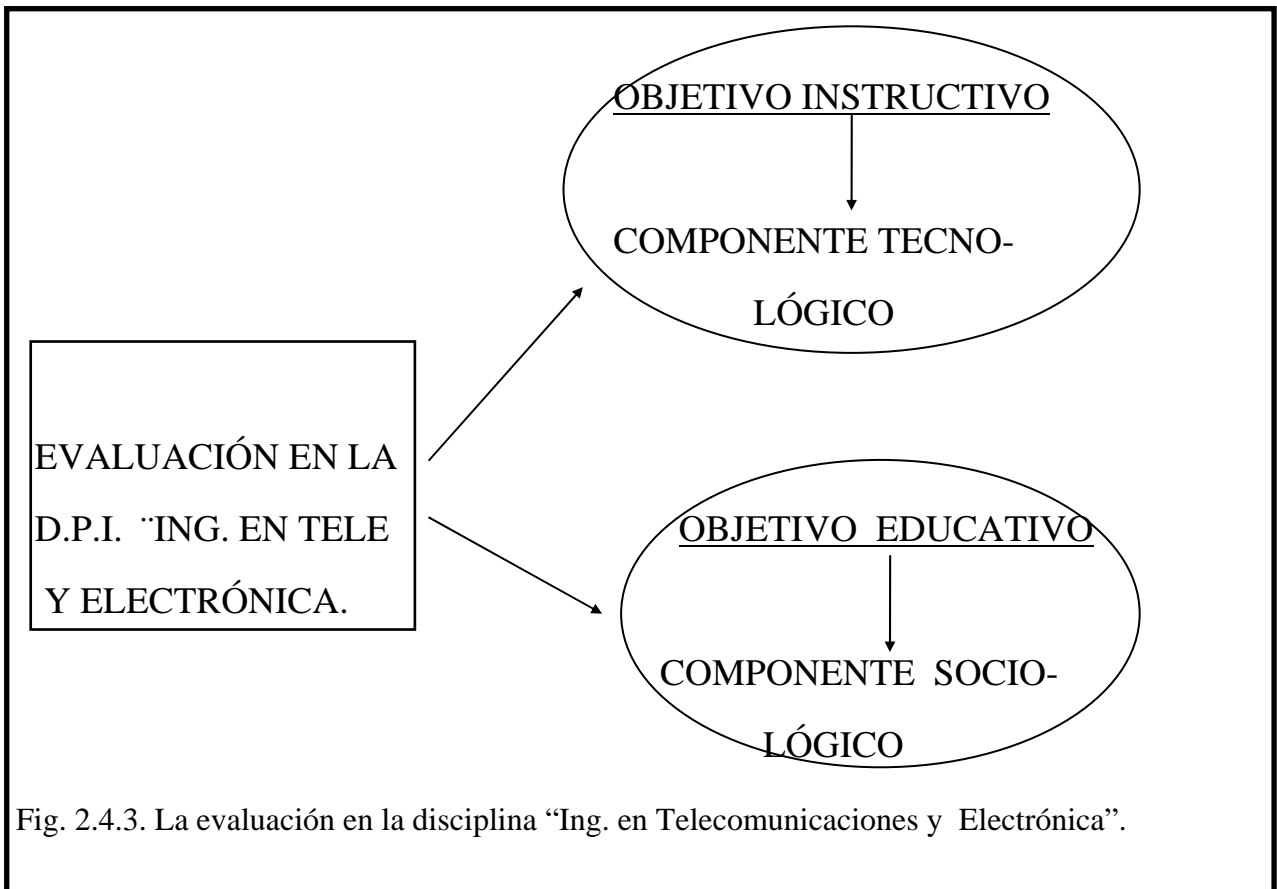 OBJETIVO INSTRUCTIVO
COMPONENTE TECNO-
LÓGICO
EVALUACIÓN EN LA
D.P.I. ¨ING. EN TELE
Y ELECTRÓNICA.
OBJETIVO EDUCATIVO
COMPONENTE SOCIO-
LÓGICO
Fig. 2.4.3. La evaluación en la disciplina “Ing. en Telecomunicaciones y Electrónica”.